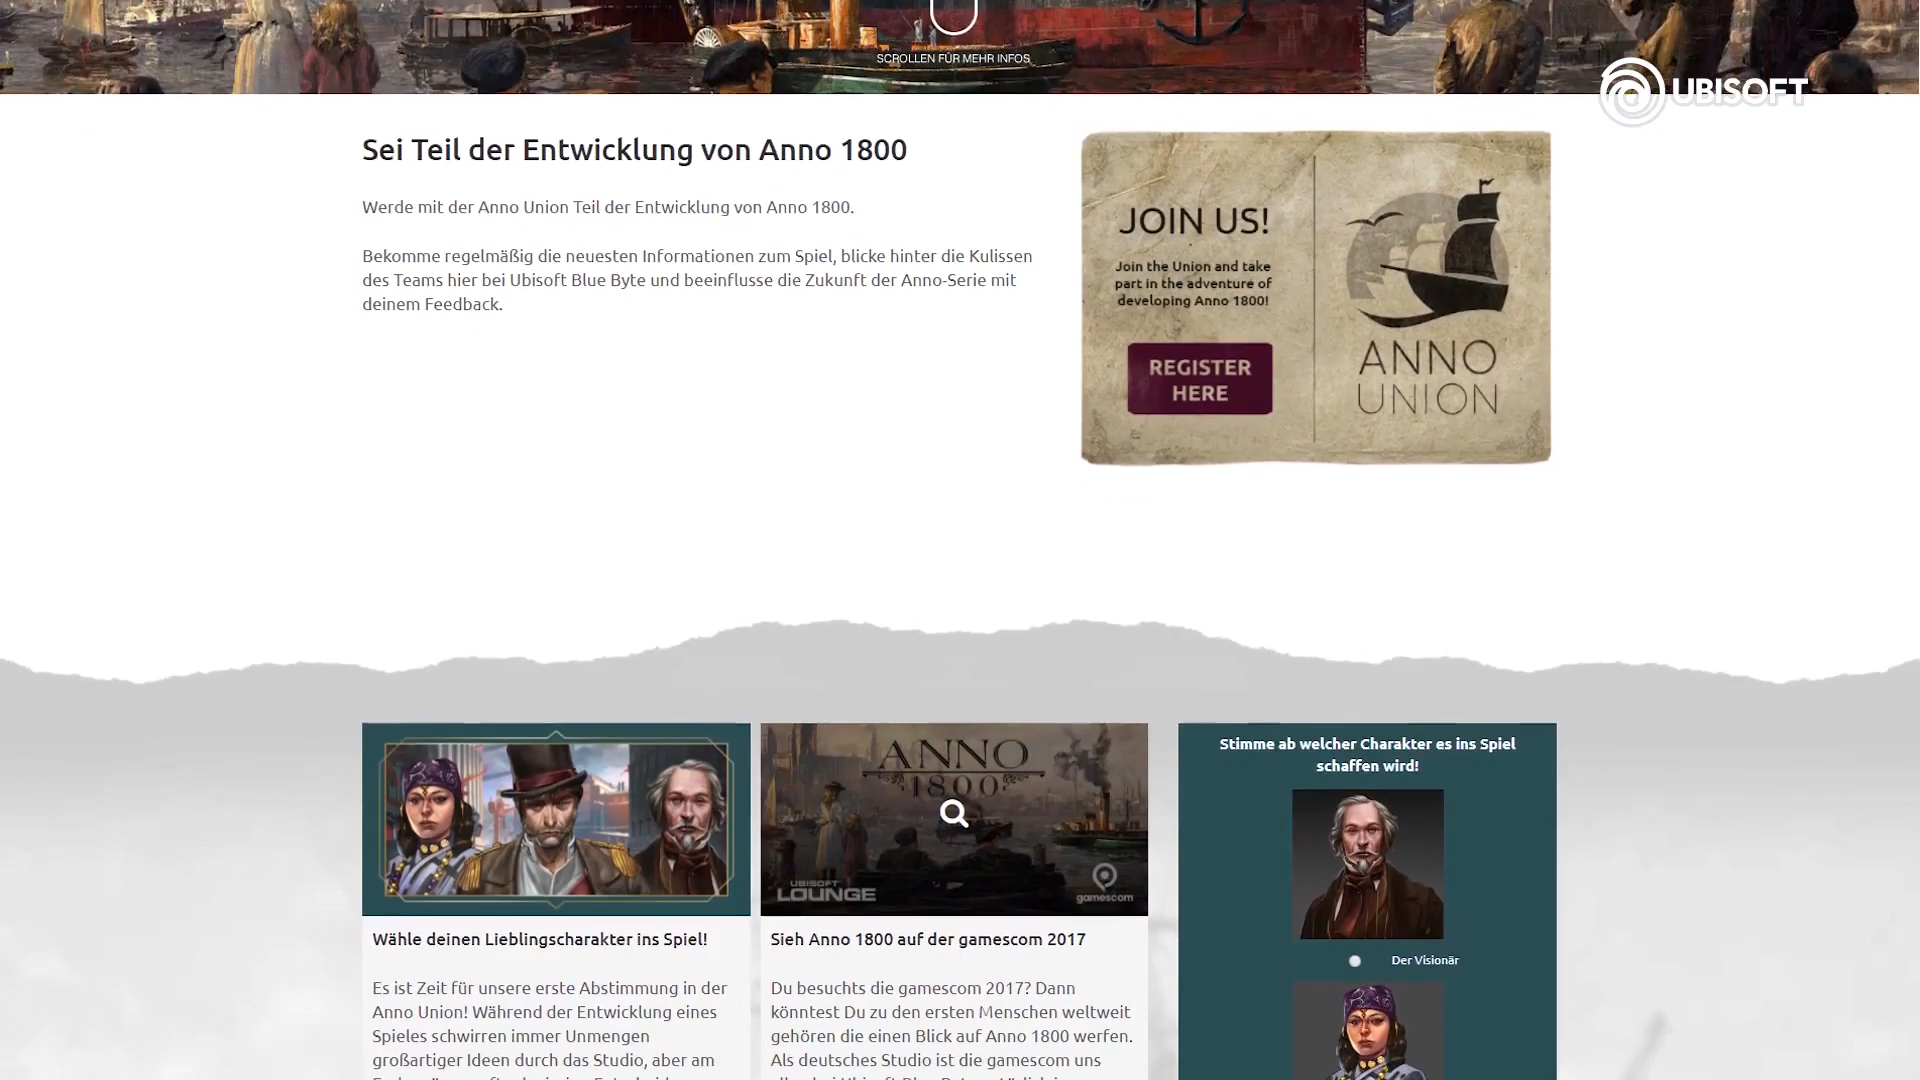 SCROLLEN FÜR MEHR INFOS
UBISOFT
Sei Teil der Entwicklung von Anno 1800
Werde mit der Anno Union Teil der Entwicklung von Anno 1800.
Bekomme regelmäßig die neuesten Informationen zum Spiel, blicke hinter die Kulissen
des Teams hier bei Ubisoft Blue Byte und beeinflusse die Zukunft der Anno-Serie mit
deinem Feedback.
JOIN US!
Join the Union and take
part in the adventure of
developing Anno 1800!
REGISTER
HERE
ANNO
UNION
ANNO
1800
UBISOFT
LOUNGE
gamescom
Wähle deinen Lieblingscharakter ins Spiel!
Es ist Zeit für unsere erste Abstimmung in der
Anno Union! Während der Entwicklung eines
Spieles schwirren immer Unmengen
großartiger Ideen durch das Studio, aber am
Sieh Anno 1800 auf der gamescom 2017
Du besuchts die gamescom 2017? Dann
könntest Du zu den ersten Menschen weltweit
gehören die einen Blick auf Anno 1800 werfen.
Als deutsches Studio ist die gamescom uns
Stimme ab welcher Charakter es ins Spiel
schaffen wird!
Der Visionär